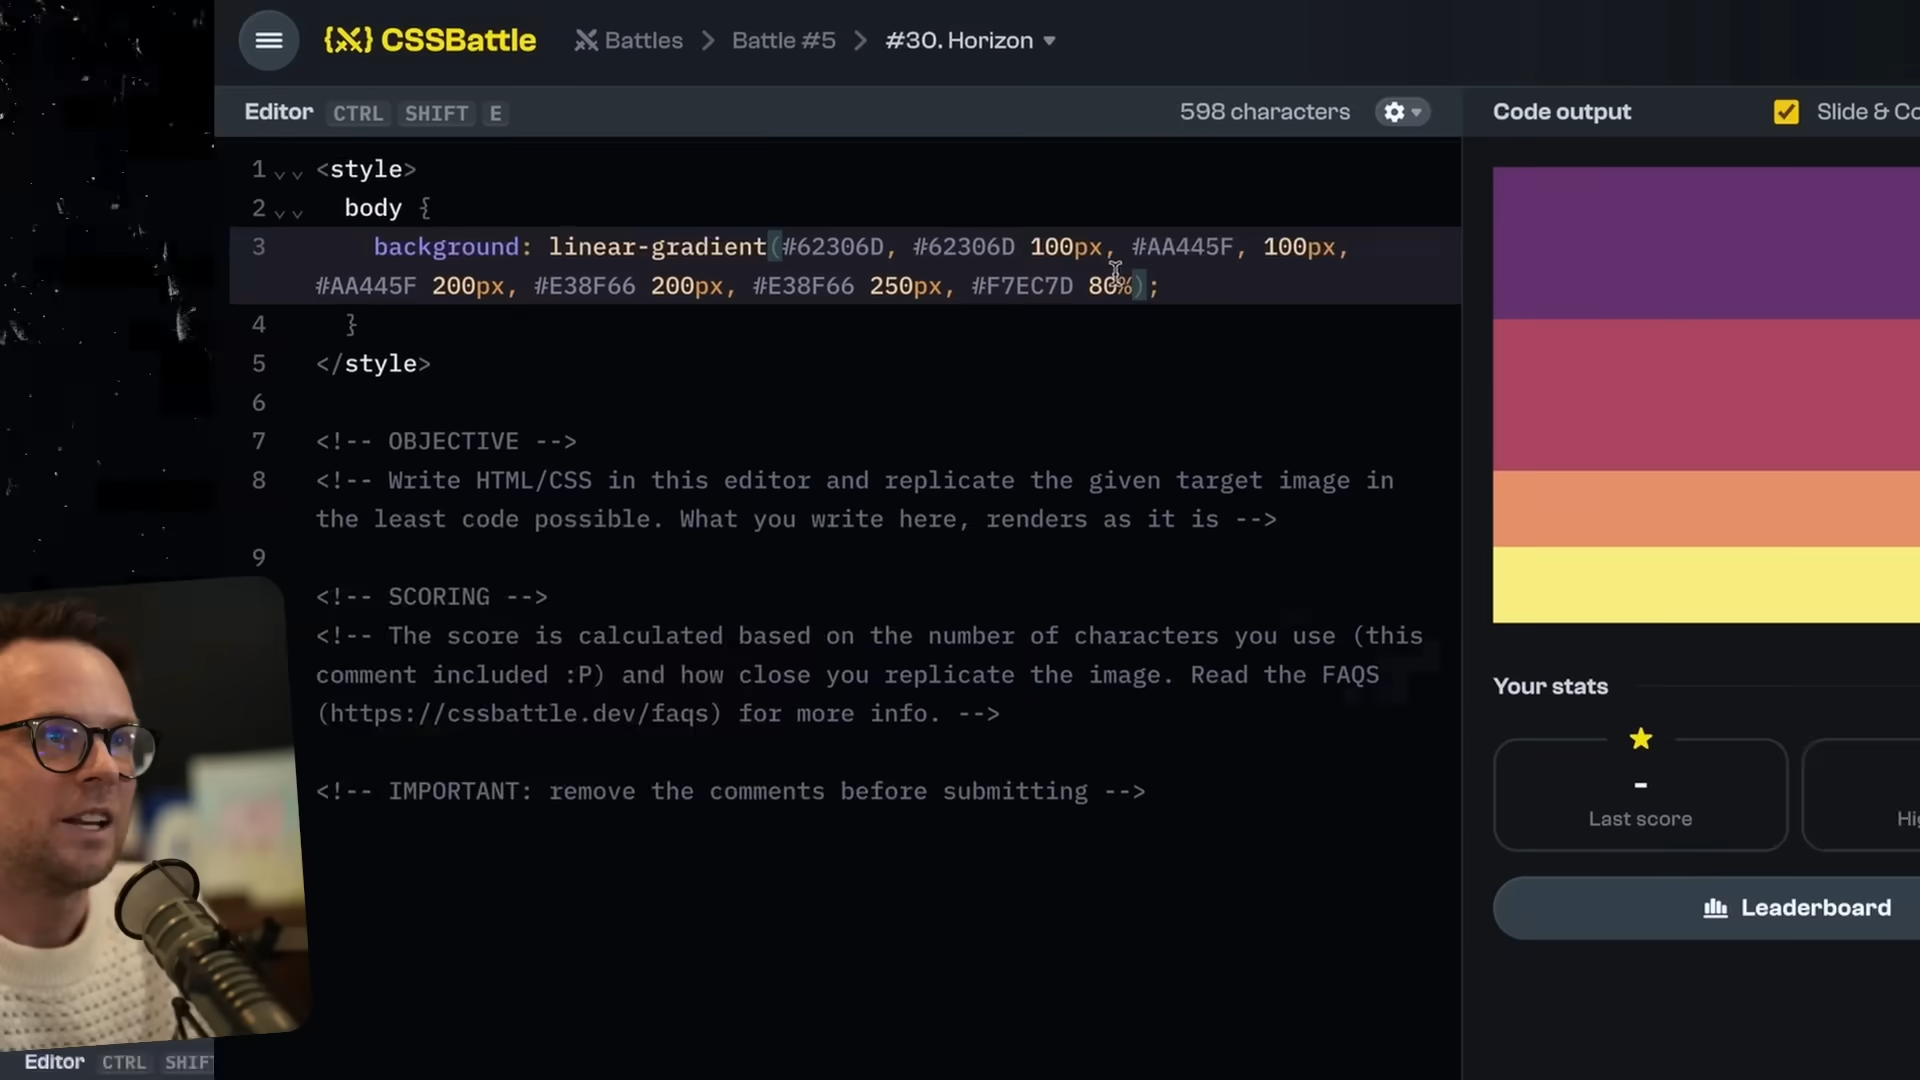 {X} CSSBattle Battles > Battle #5 > #30. Horizon
Editor CTRL SHIFT E 598 characters Code output Slide & Co
1 <style>
2 body {
3 background: linear-gradient(#62306D, #62306D 100px, #AA445F, 100px,
#AA445F 200px, #E38F66 200px, #E38F66 250px, #F7EC7D 80%);
4 }
5 </style>
6
7 <!-- OBJECTIVE -->
8 <!-- Write HTML/CSS in this editor and replicate the given target image in
the least code possible. What you write here, renders as it is -->
9
<!-- SCORING -->
<!-- The score is calculated based on the number of characters you use (this
comment included :P) and how close you replicate the image. Read the FAQS
(https://cssbattle.dev/faqs) for more info. -->
<!-- IMPORTANT: remove the comments before submitting -->
Your stats
-
Last score Hi
Leaderboard
Editor CTRL SHIF